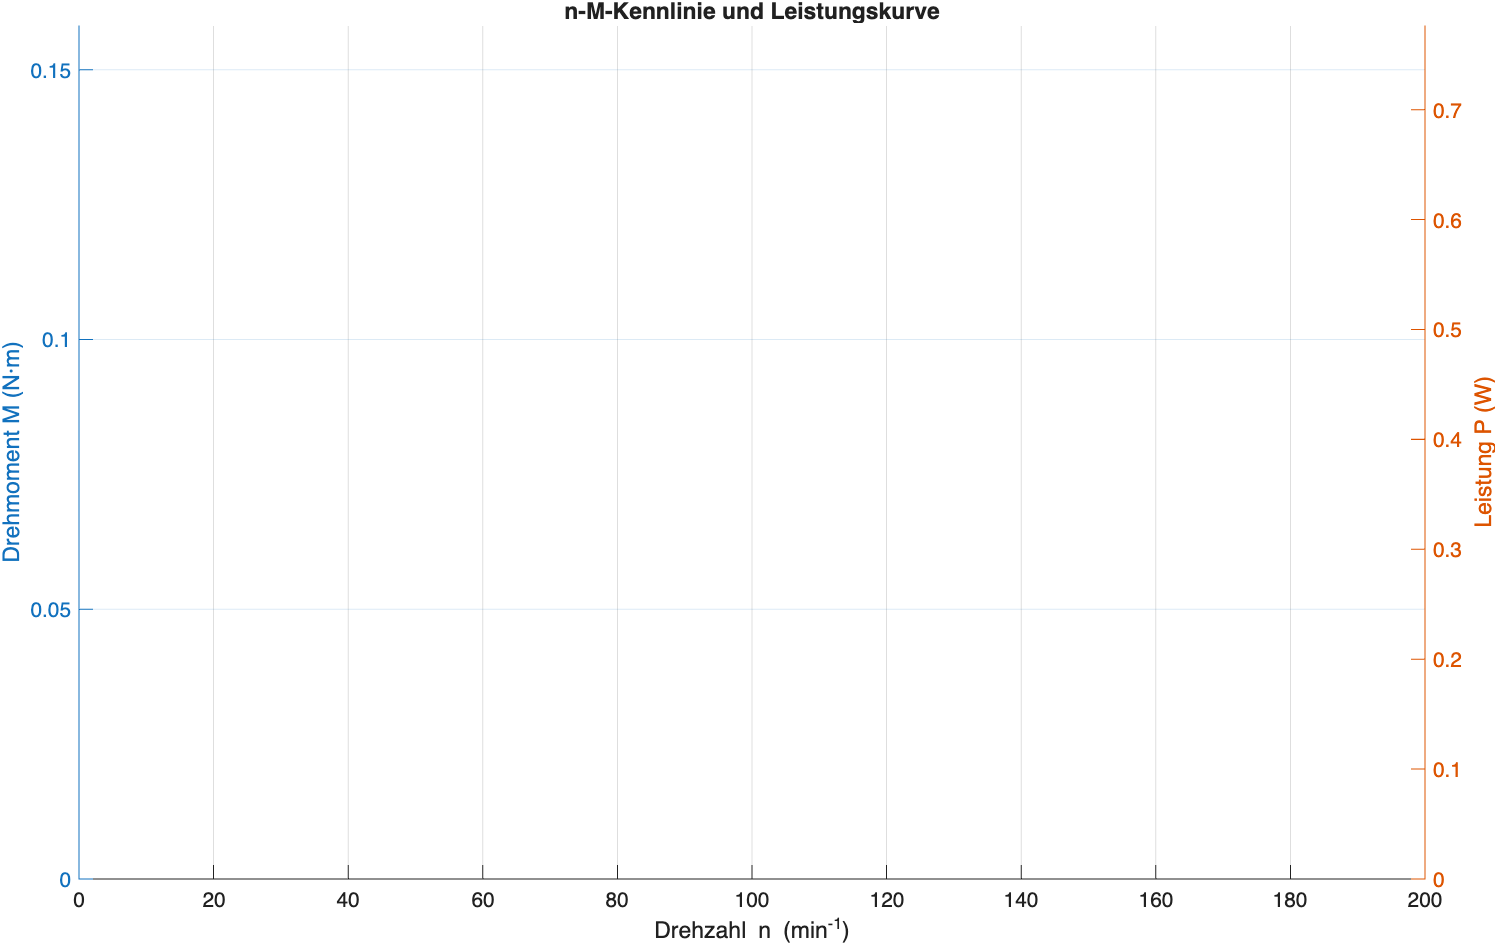 n-M-Kennlinie und Leistungskurve
0.15
0.1
0.05
0
Drehmoment M (N·m)
0.7
0.6
0.5
0.4
0.3
0.2
0.1
0
Leistung P (W)
0 20 40 60 80 100 120 140 160 180 200
Drehzahl n (min⁻¹)